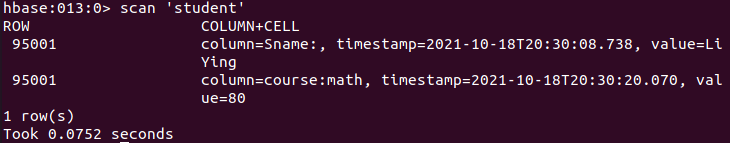 hbase:013:0> scan 'student'
ROW COLUMN+CELL
95001 column=Sname:, timestamp=2021-10-18T20:30:08.738, value=Li
Ying
95001 column=course:math, timestamp=2021-10-18T20:30:20.070, val
ue=80
1 row(s)
Took 0.0752 seconds